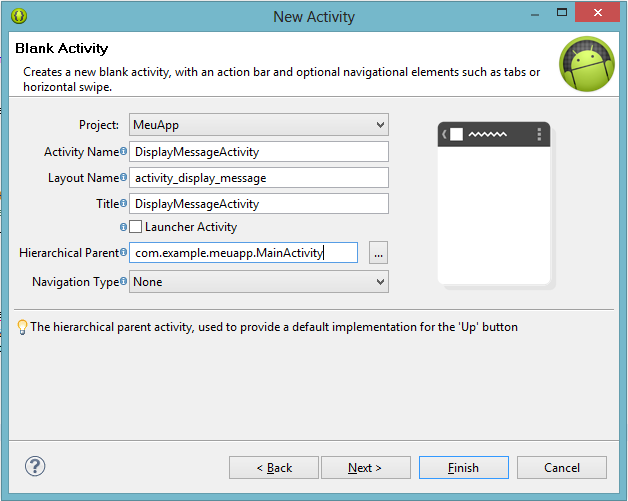 New Activity
Blank Activity
Creates a new blank activity, with an action bar and optional navigational elements such as tabs or
horizontal swipe.
Project: MeuApp
Activity Name DisplayMessageActivity
Layout Name activity_display_message
Title DisplayMessageActivity
Launcher Activity
Hierarchical Parent com.example.meuapp.MainActivity ...
Navigation Type None
The hierarchical parent activity, used to provide a default implementation for the 'Up' button
? < Back Next > Finish Cancel